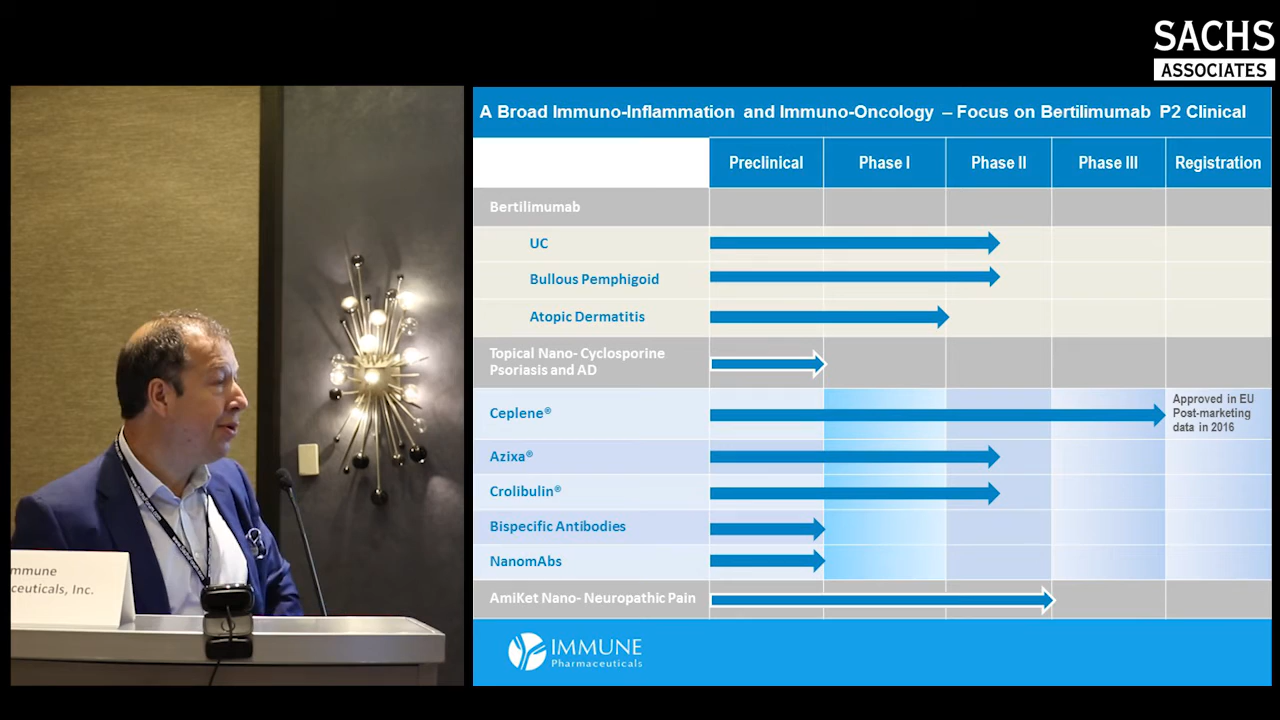 SACHS
ASSOCIATES
A Broad Immuno-Inflammation and Immuno-Oncology – Focus on Bertilimumab P2 Clinical
Preclinical
Phase I
Phase II
Phase III
Registration
Bertilimumab
UC
Bullous Pemphigoid
Atopic Dermatitis
Topical Nano- Cyclosporine
Psoriasis and AD
Ceplene®
Approved in EU
Post-marketing
data in 2016
Azixa®
Crolibulin®
Bispecific Antibodies
NanomAbs
AmiKet Nano- Neuropathic Pain
IMMUNE
Pharmaceuticals
mmune
ceuticals, Inc.